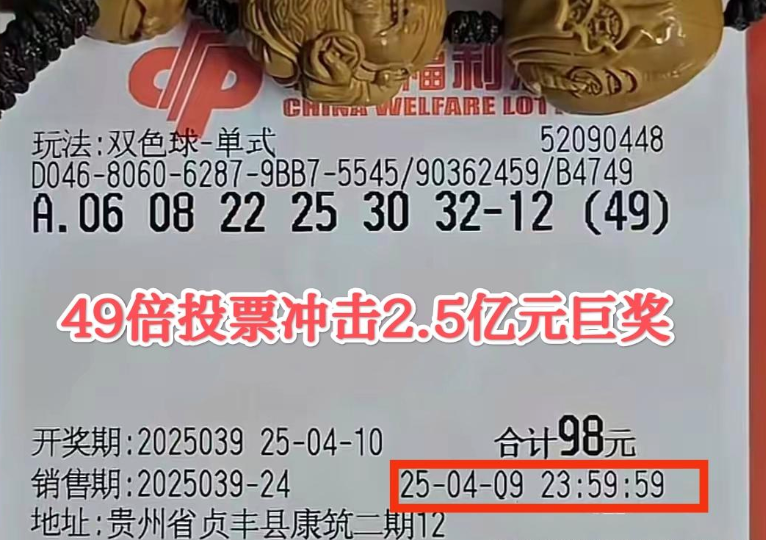 福利
CHINA WELFARE LOT
玩法:双色球-单式 52090448
D046-8060-6287-9BB7-5545/90362459/B4749
A.06 08 22 25 30 32-12 (49)
49倍投票冲击2.5亿元巨奖
开奖期:2025039 25-04-10 合计98元
销售期:2025039-24 25-04-09 23:59:59
地址:贵州省贞丰县康筑二期12